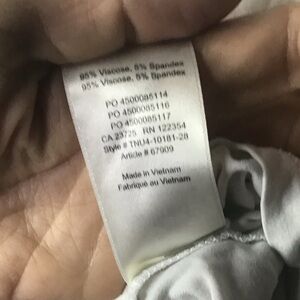 95% Viscose, 5% Spandex
95% Viscose, 5% Spandex
PO 4500085114
PO 4500085116
PO 4500085117
CA 23725 RN 122354
Style # TNU4-10181-28
Article # 67909
Made in Vietnam
Fabriqué au Vietnam